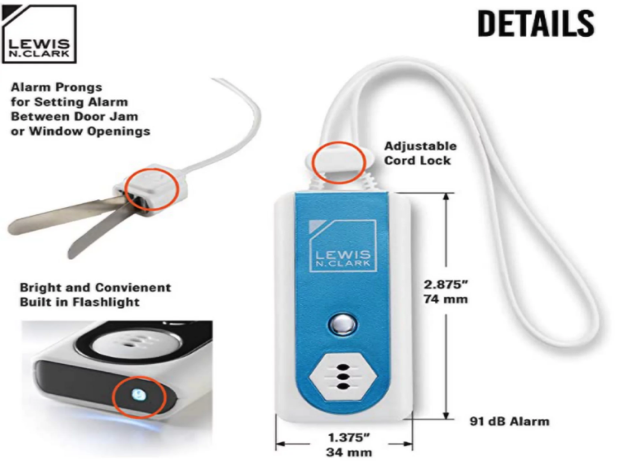 DETAILS
LEWIS
N.CLARK
Alarm Prongs
for Setting Alarm
Between Door Jam
or Window Openings
Adjustable
Cord Lock
LEWIS
N.CLARK
2.875"
74 mm
Bright and Convienent
Built in Flashlight
91 dB Alarm
1.375"
34 mm